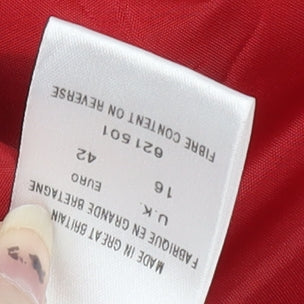 MADE IN GREAT BRITAIN
FABRIQUE EN GRANDE BRETAGNE
U.K. EURO
16 42
621501
FIBRE CONTENT ON REVERSE